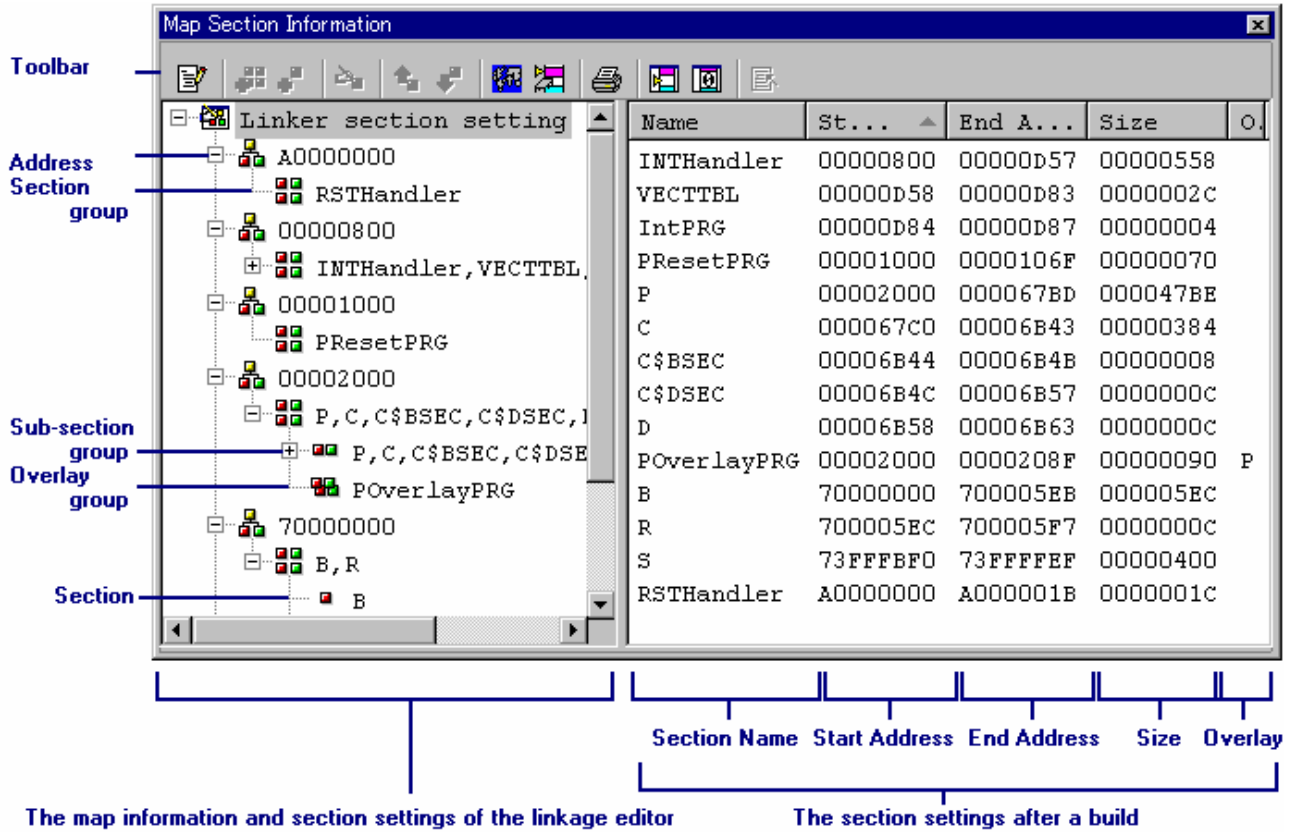 Map Section Information
Toolbar
Linker section setting
Address
A0000000
Section group
RSTHandler
00000800
INTHandler,VECTTBL,
00001000
PResetPRG
00002000
P,C,C$BSEC,C$DSEC,
Sub-section group
P,C,C$BSEC,C$DSE
Overlay group
POverlayPRG
70000000
B,R
Section
B
Name St... End A... Size O.
INTHandler 00000800 00000D57 00000558
VECTTBL 00000D58 00000D83 0000002C
IntPRG 00000D84 00000D87 00000004
PResetPRG 00001000 0000106F 00000070
P 00002000 000067BD 000047BE
C 000067C0 00006B43 00000384
C$BSEC 00006B44 00006B4B 00000008
C$DSEC 00006B4C 00006B57 0000000C
D 00006B58 00006B63 0000000C
POverlayPRG 00002000 0000208F 00000090 P
B 70000000 700005EB 000005EC
R 700005EC 700005F7 0000000C
S 73FFFBF0 73FFFFEF 00000400
RSTHandler A0000000 A000001B 0000001C
Section Name Start Address End Address Size Overlay
The map information and section settings of the linkage editor
The section settings after a build